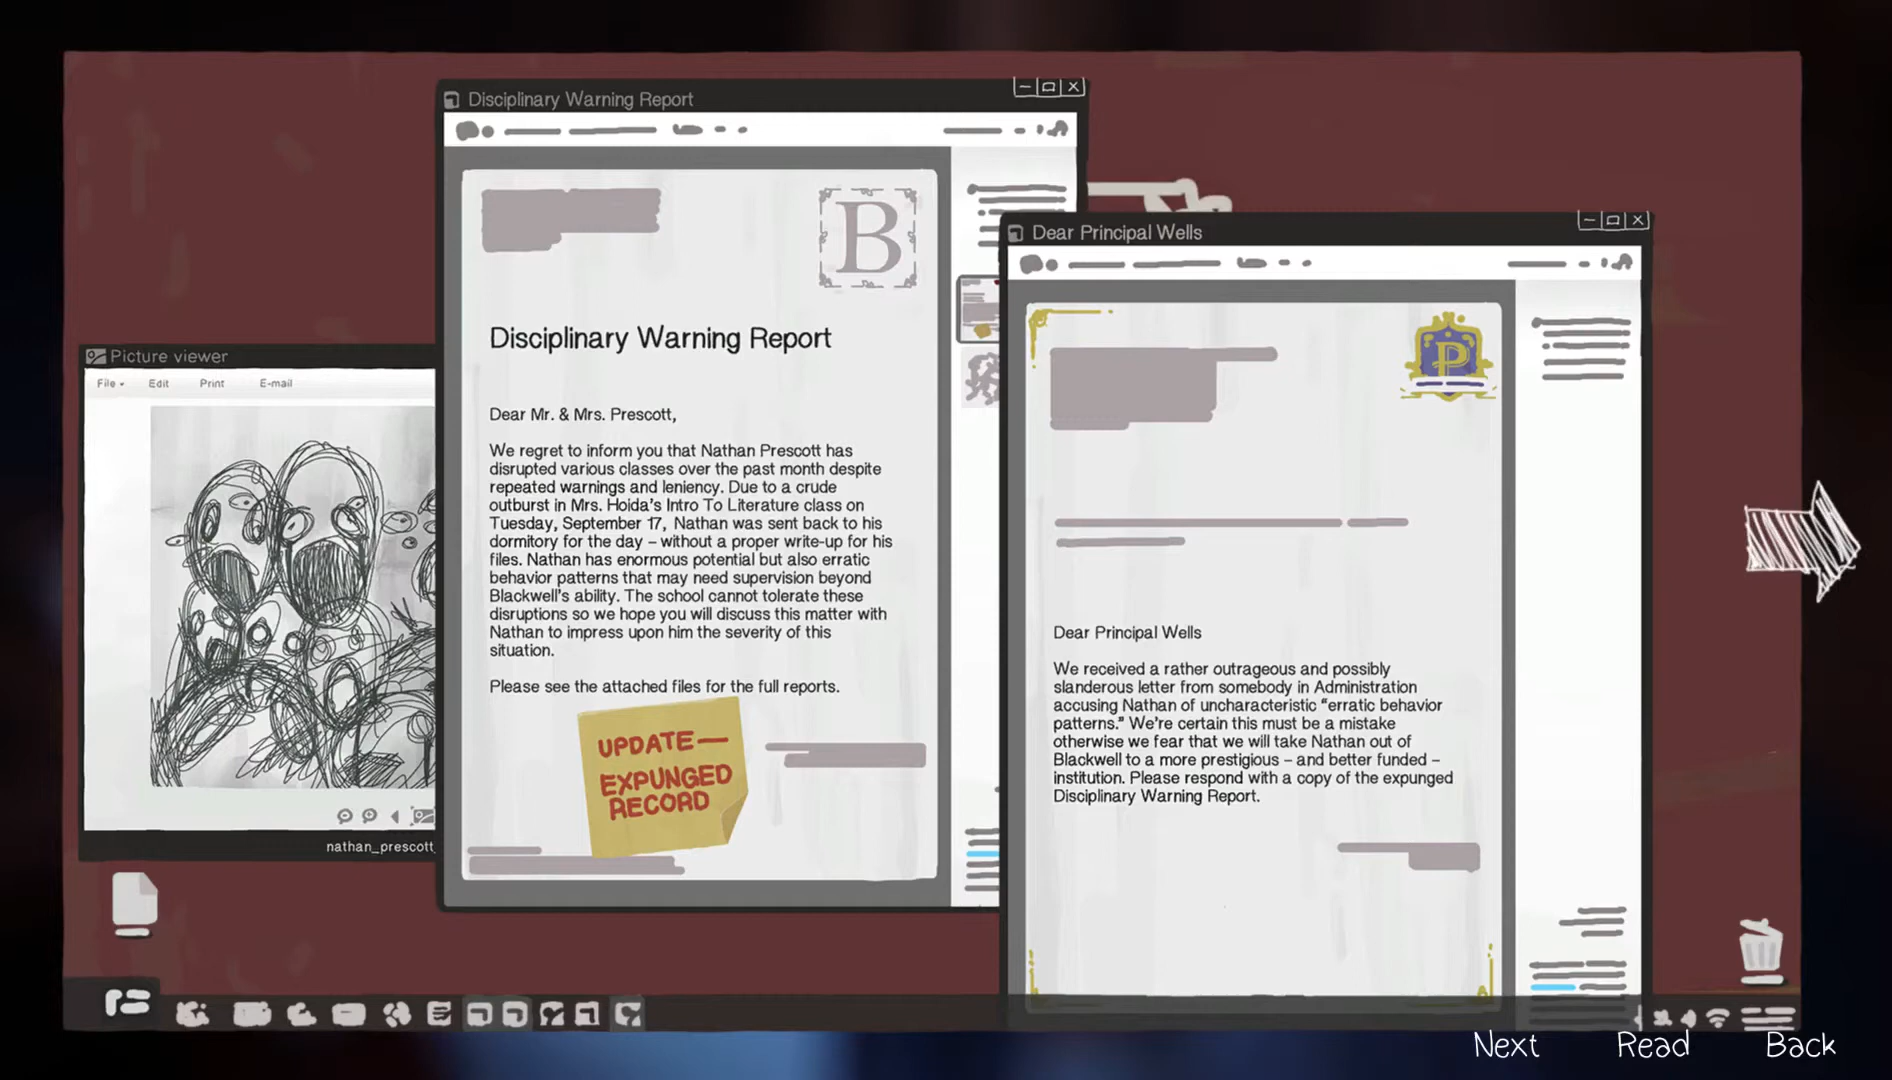 Disciplinary Warning Report
B
Disciplinary Warning Report
Dear Mr. & Mrs. Prescott,
We regret to inform you that Nathan Prescott has
disrupted various classes over the past month despite
repeated warnings and leniency. Due to a crude
outburst in Mrs. Hoida's Intro To Literature class on
Tuesday, September 17, Nathan was sent back to his
dormitory for the day – without a proper write-up for his
files. Nathan has enormous potential but also erratic
behavior patterns that may need supervision beyond
Blackwell's ability. The school cannot tolerate these
disruptions so we hope you will discuss this matter with
Nathan to impress upon him the severity of this
situation.
Please see the attached files for the full reports.
UPDATE—
EXPUNGED
RECORD
Dear Principal Wells
P
Dear Principal Wells
We received a rather outrageous and possibly
slanderous letter from somebody in Administration
accusing Nathan of uncharacteristic "erratic behavior
patterns." We're certain this must be a mistake
otherwise we fear that we will take Nathan out of
Blackwell to a more prestigious – and better funded –
institution. Please respond with a copy of the expunged
Disciplinary Warning Report.
Picture viewer
File Edit Print E-mail
nathan_prescott_
Next Read Back